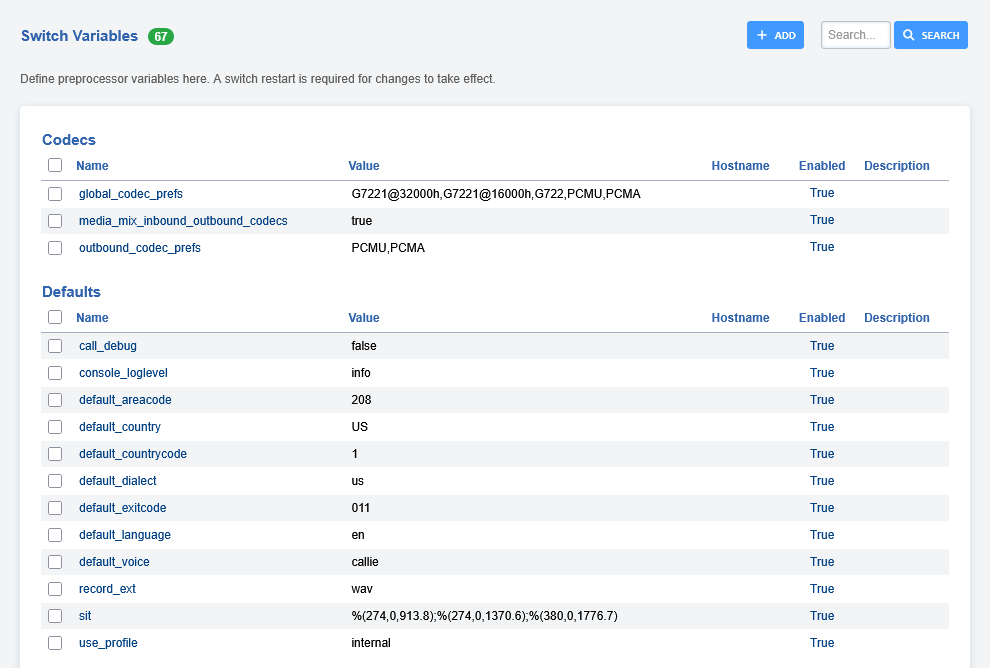 Switch Variables 67 + ADD Search... SEARCH
Define preprocessor variables here. A switch restart is required for changes to take effect.
Codecs
Name Value Hostname Enabled Description
global_codec_prefs G7221@32000h,G7221@16000h,G722,PCMU,PCMA True
media_mix_inbound_outbound_codecs true True
outbound_codec_prefs PCMU,PCMA True
Defaults
Name Value Hostname Enabled Description
call_debug false True
console_loglevel info True
default_areacode 208 True
default_country US True
default_countrycode 1 True
default_dialect us True
default_exitcode 011 True
default_language en True
default_voice callie True
record_ext wav True
sit %(274,0,913.8);%(274,0,1370.6);%(380,0,1776.7) True
use_profile internal True